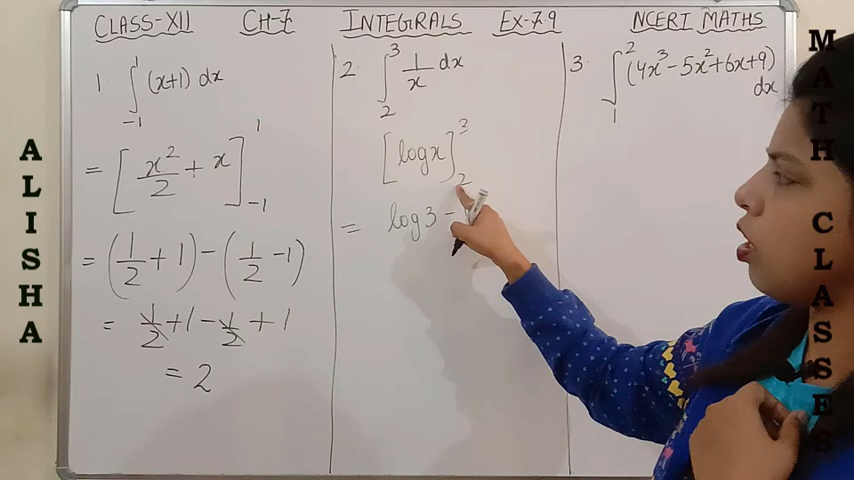 CLASS-XII CH-7 INTEGRALS Ex-7.9 NCERT MATHS
1 ∫₋₁¹ (x+1) dx
= [x²/2 + x]₋₁¹
= (1/2 + 1) - (1/2 - 1)
= 1/2 + 1 - 1/2 + 1
= 2
2. ∫₂³ 1/x dx
[log x]₂³
= log 3 -
3. ∫₁² (4x³ - 5x² + 6x + 9)
dx
ALISHA
MATH CLASSES